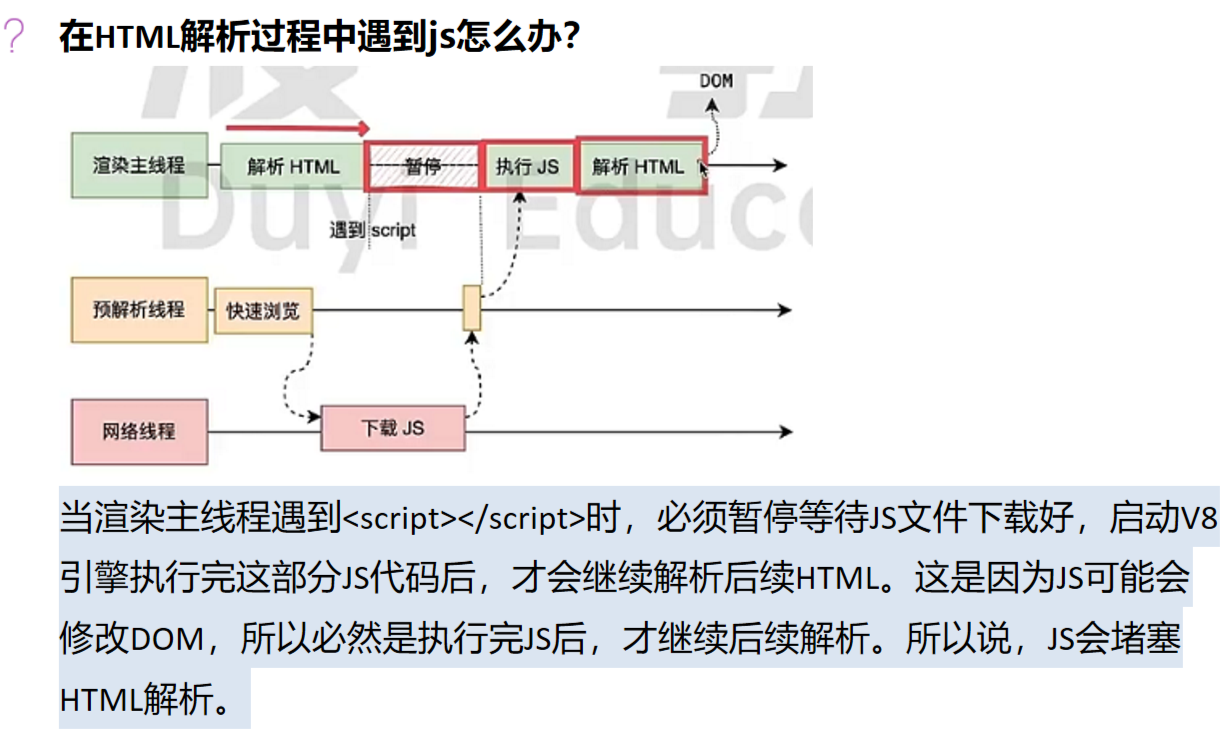 在HTML解析过程中遇到js怎么办？
DOM
渲染主线程 解析 HTML 暂停 执行 JS 解析 HTML
遇到 script
Duyi Educ
预解析线程 快速浏览
网络线程 下载 JS
当渲染主线程遇到<script></script>时，必须暂停等待JS文件下载好，启动V8
引擎执行完这部分JS代码后，才会继续解析后续HTML。这是因为JS可能会
修改DOM，所以必然是执行完JS后，才继续后续解析。所以说，JS会堵塞
HTML解析。